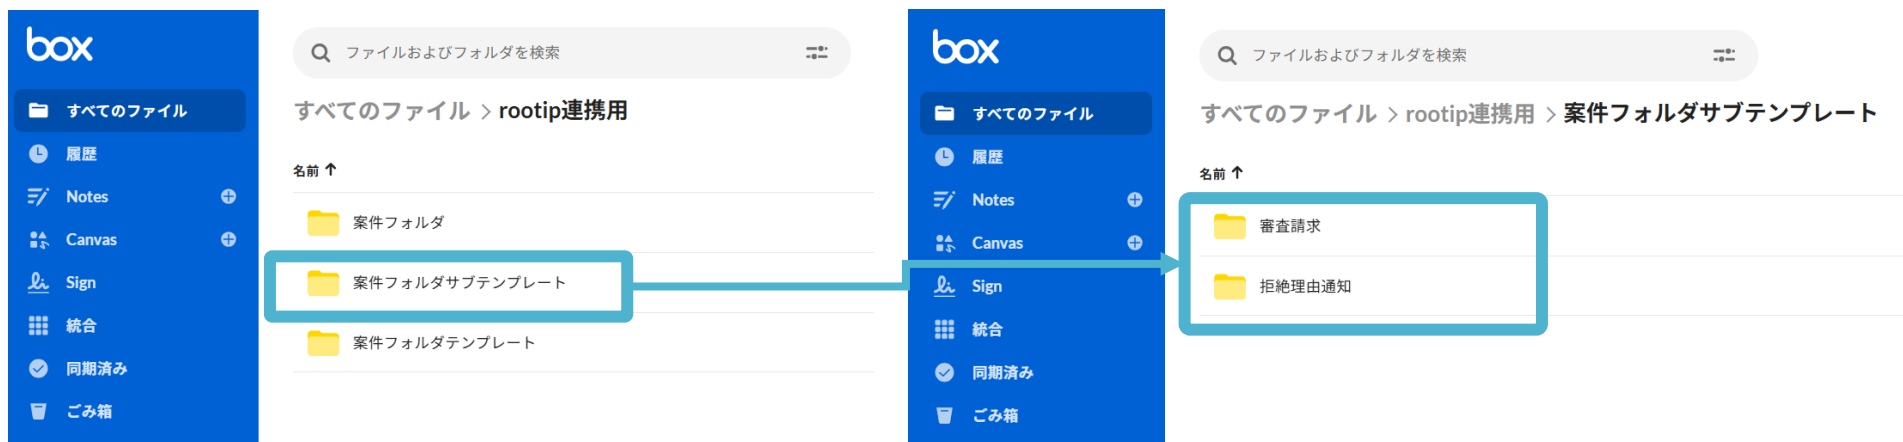 box
すべてのファイル
履歴
Notes
Canvas
Sign
統合
同期済み
ごみ箱
ファイルおよびフォルダを検索
すべてのファイル > rootip連携用
名前 ↑
案件フォルダ
案件フォルダサブテンプレート
案件フォルダテンプレート
box
すべてのファイル
履歴
Notes
Canvas
Sign
統合
同期済み
ごみ箱
ファイルおよびフォルダを検索
すべてのファイル > rootip連携用 > 案件フォルダサブテンプレート
名前 ↑
審査請求
拒絶理由通知